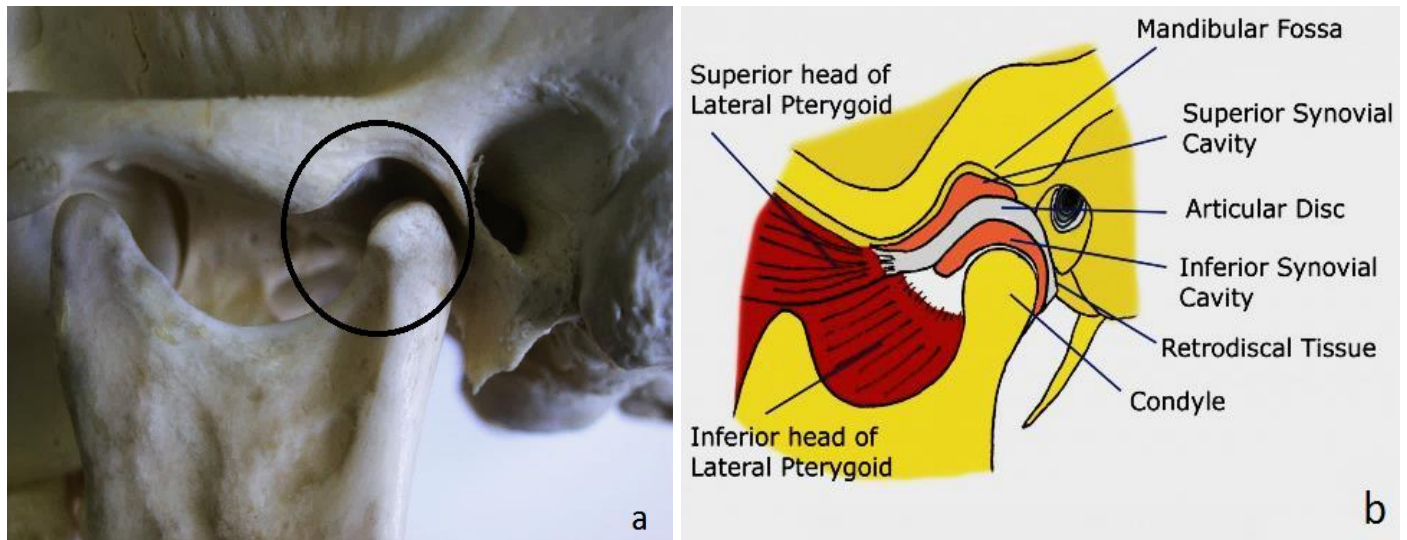 a
Mandibular Fossa
Superior head of
Lateral Pterygoid
Superior Synovial
Cavity
Articular Disc
Inferior Synovial
Cavity
Retrodiscal Tissue
Condyle
Inferior head of
Lateral Pterygoid
b